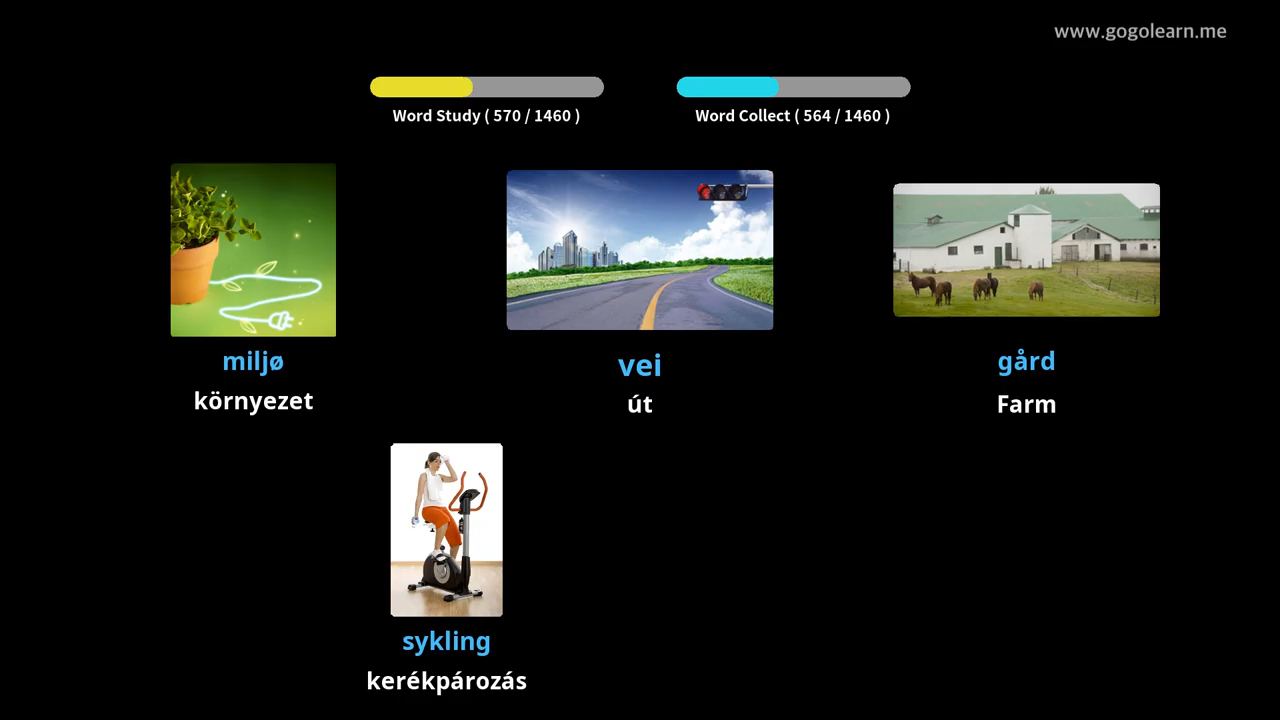 www.gogolearn.me
Word Study ( 570 / 1460 )
Word Collect ( 564 / 1460 )
miljø
környezet
vei
út
gård
Farm
sykling
kerékpározás